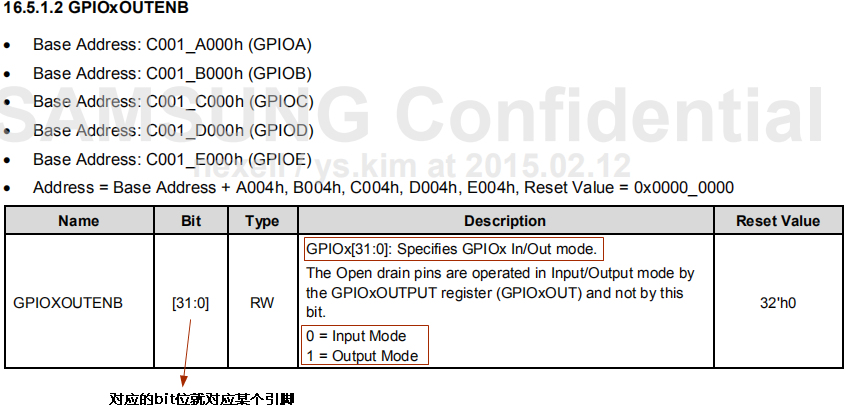 16.5.1.2 GPIOxOUTENB
• Base Address: C001_A000h (GPIOA)
• Base Address: C001_B000h (GPIOB)
• Base Address: C001_C000h (GPIOC)
• Base Address: C001_D000h (GPIOD)
• Base Address: C001_E000h (GPIOE)
• Address = Base Address + A004h, B004h, C004h, D004h, E004h, Reset Value = 0x0000_0000
SAMSUNG Confidential
nexell / ys.kim at 2015.02.12
Name Bit Type Description Reset Value
GPIOx[31:0]: Specifies GPIOx In/Out mode.
The Open drain pins are operated in Input/Output mode by
the GPIOxOUTPUT register (GPIOxOUT) and not by this
bit.
GPIOXOUTENB [31:0] RW 32'h0
0 = Input Mode
1 = Output Mode
对应的bit位就对应某个引脚